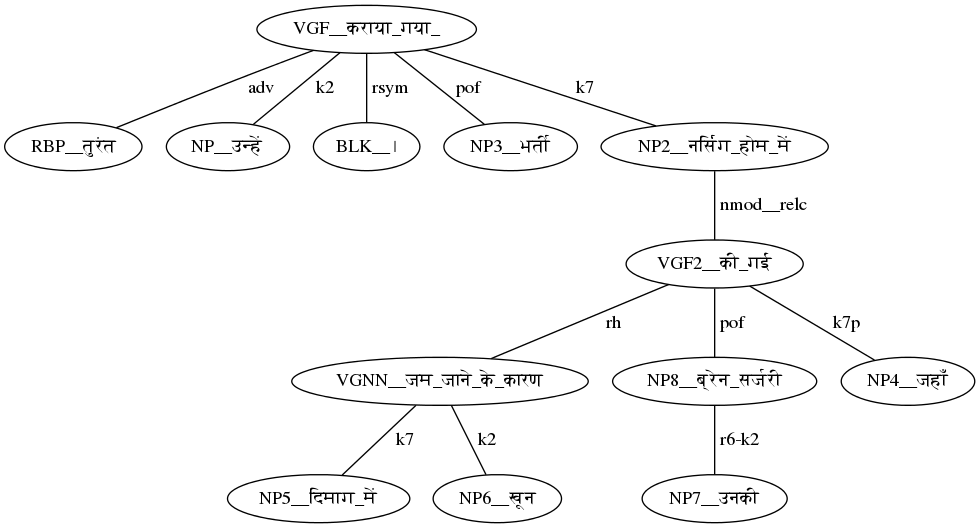 VGF__कराया_गया_
adv k2 rsym pof k7
RBP__तुरंत NP__उन्हें BLK__। NP3__भर्ती NP2__नर्सिग_होम_में
nmod__relc
VGF2__की_गई
rh pof k7p
VGNN__जम_जाने_के_कारण NP8__ब्रेन_सर्जरी NP4__जहाँ
k7 k2 r6-k2
NP5__दिमाग_में NP6__खून NP7__उनकी